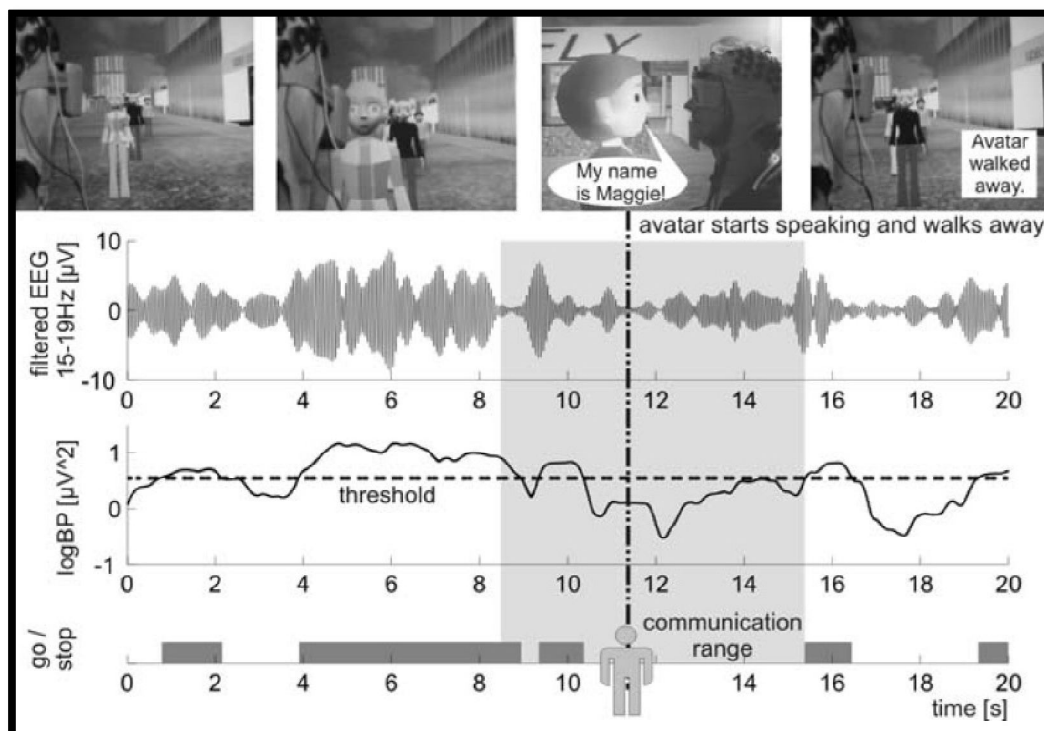 ELY
My name
is Maggie!
Avatar
walked
away.
avatar starts speaking and walks away
filtered EEG
15-19Hz [µV]
10
0
-10
0 2 4 6 8 10 12 14 16 18 20
logBP [µV^2]
1
0
-1
threshold
0 2 4 6 8 10 12 14 16 18 20
go /
stop
communication
range
0 2 4 6 8 10 14 16 18 20
time [s]